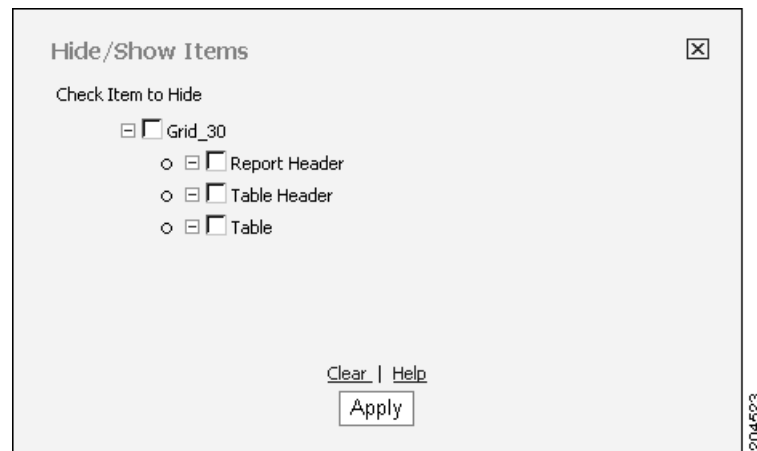 Hide/Show Items
Check Item to Hide
Grid_30
Report Header
Table Header
Table
Clear | Help
Apply
204523